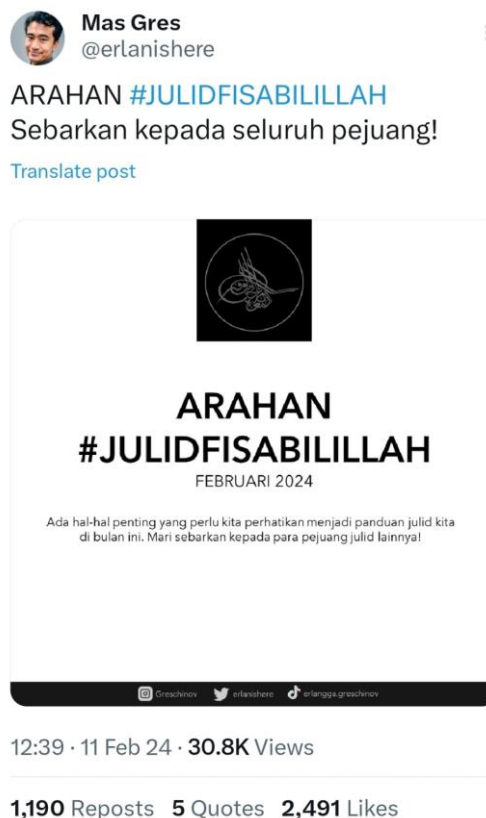 Mas Gres
@erlanishere
ARAHAN #JULIDFISABILILLAH
Sebarkan kepada seluruh pejuang!
Translate post
ARAHAN
#JULIDFISABILILLAH
FEBRUARI 2024
Ada hal-hal penting yang perlu kita perhatikan menjadi panduan julid kita
di bulan ini. Mari sebarkan kepada para pejuang julid lainnya!
Greschinov erlanishere erlangga.greschinov
12:39 · 11 Feb 24 · 30.8K Views
1,190 Reposts 5 Quotes 2,491 Likes